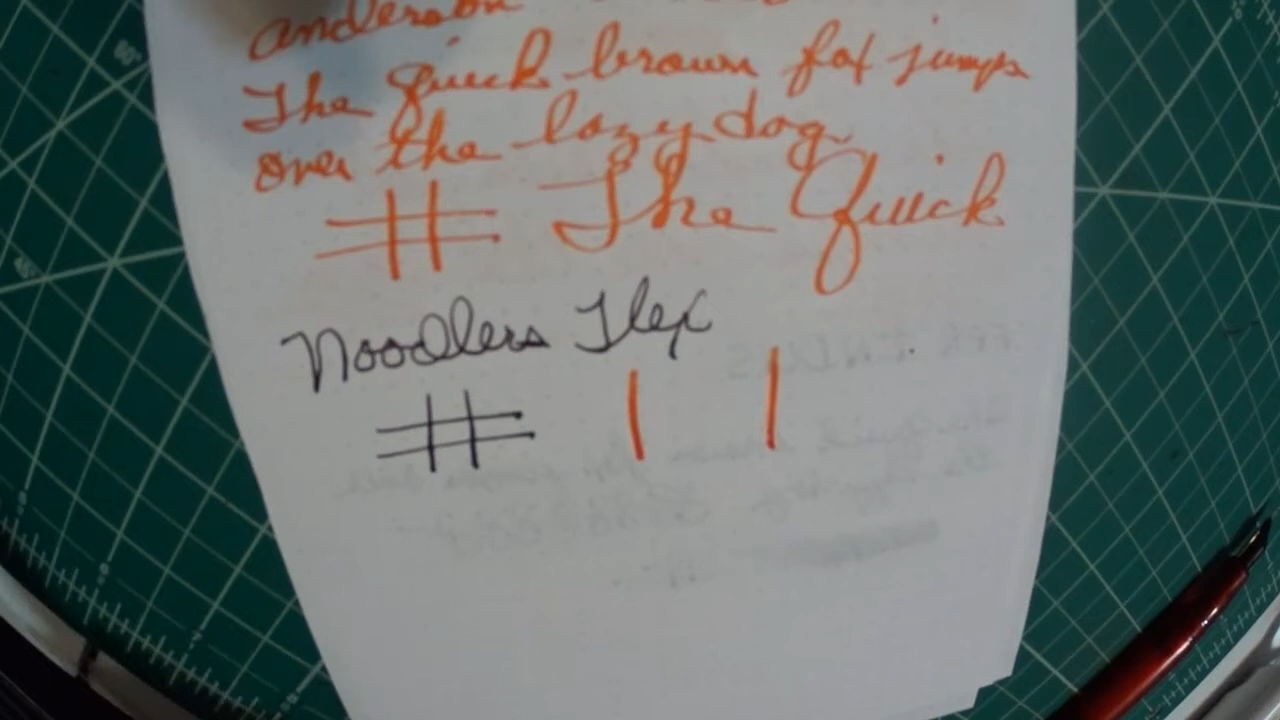 anderson
The quick brown fox jumps
over the lazy dog
# The Quick
Noodlers Flex
#